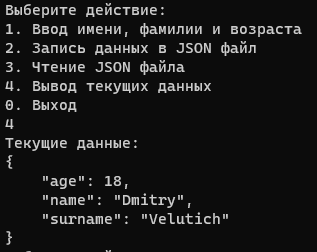 Выберите действие:
1. Ввод имени, фамилии и возраста
2. Запись данных в JSON файл
3. Чтение JSON файла
4. Вывод текущих данных
0. Выход
4
Текущие данные:
{
    "age": 18,
    "name": "Dmitry",
    "surname": "Velutich"
}